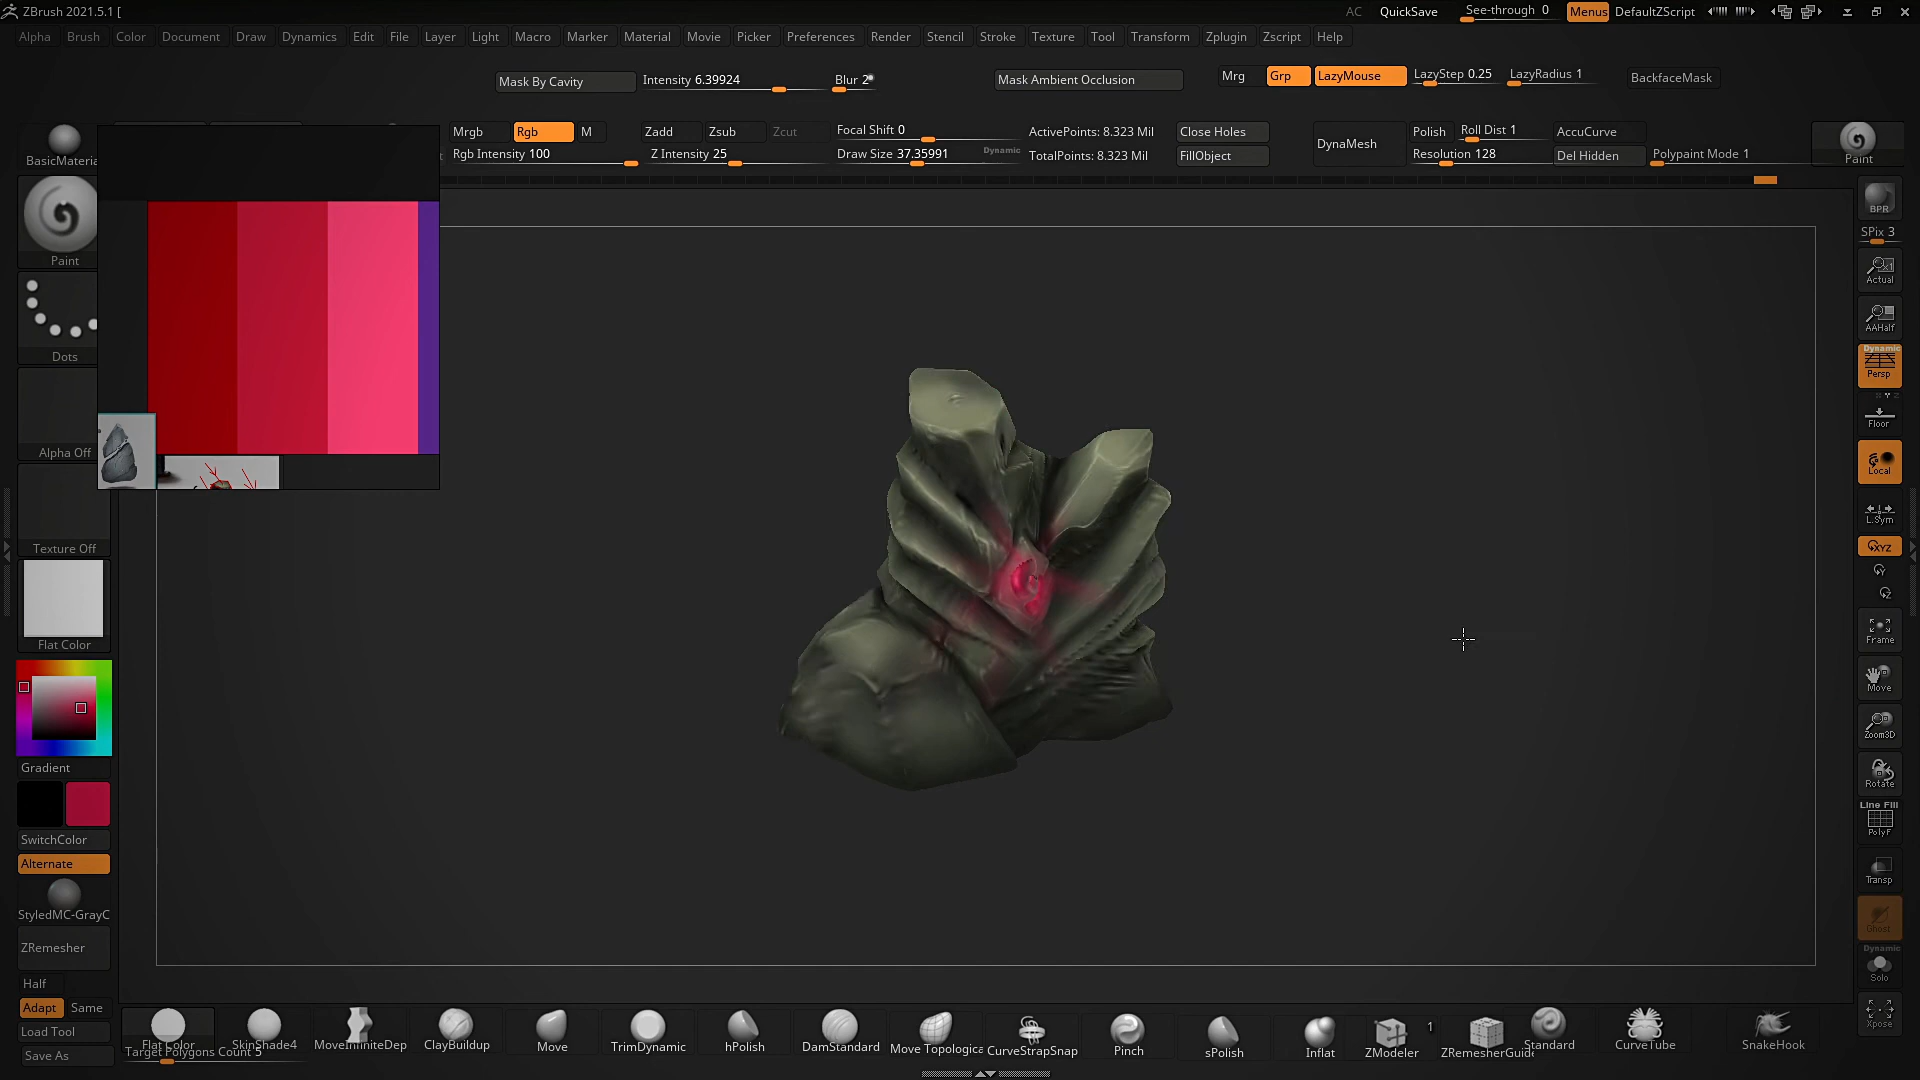 ZBrush 2021.5.1 [
AC
QuickSave
See-through 0
Menus
DefaultZScript
Alpha Brush Color Document Draw Dynamics Edit File Layer Light Macro Marker Material Movie Picker Preferences Render Stencil Stroke Texture Tool Transform Zplugin Zscript Help
Mask By Cavity
Intensity 6.39924
Blur 2
Mask Ambient Occlusion
Mrg Grp LazyMouse
LazyStep 0.25
LazyRadius 1
BackfaceMask
Mrgb Rgb M
Zadd Zsub Zcut
Focal Shift 0
ActivePoints: 8.323 Mil
Close Holes
DynaMesh
Polish
Roll Dist 1
AccuCurve
Rgb Intensity 100
Z Intensity 25
Draw Size 37.35991
Dynamic
TotalPoints: 8.323 Mil
FillObject
Resolution 128
Del Hidden
Polypaint Mode 1
Paint
BasicMateria
Paint
Dots
Alpha Off
Texture Off
Flat Color
Gradient
SwitchColor
Alternate
StyledMC-GrayC
ZRemesher
Half
Adapt Same
Load Tool
Save As
BPR
SPix 3
Actual
AAHalf
Dynamic
Persp
Floor
Local
L.Sym
XYZ
Y
Z
Frame
Move
Zoom3D
Rotate
Line Fill
PolyF
Transp
Ghost
Dynamic
Solo
Xpose
Flat Color
SkinShade4
MoveInfiniteDep
ClayBuildup
Move
TrimDynamic
hPolish
DamStandard
Move Topologica
CurveStrapSnap
Pinch
sPolish
Inflat
1
ZModeler
ZRemesherGuid
Standard
CurveTube
SnakeHook
Target Polygons Count 5